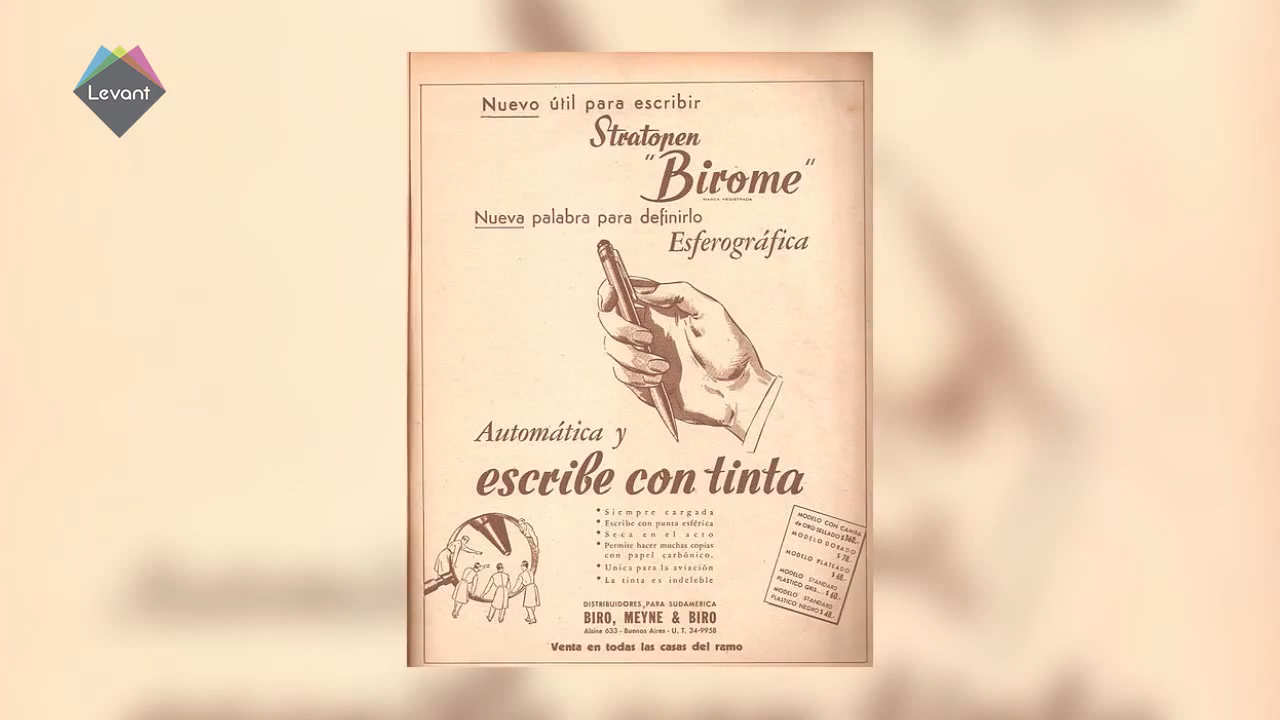 Levant
Nuevo útil para escribir
Stratopen
"Birome"
MARCA REGISTRADA
Nueva palabra para definirlo
Esferográfica
Automática y
escribe con tinta
• Siempre cargada
• Escribe con punta esférica
• Seca en el acto
• Permite hacer muchas copias
con papel carbónico.
• Unica para la aviación
• La tinta es indeleble
MODELO CON CAMISA
de ORO SELLADO $ 360.-
MODELO DORADO
$ 78.-
MODELO PLATEADO
$ 68.-
MODELO STANDARD
PLASTICO GRIS... $ 60.-
MODELO STANDARD
PLASTICO NEGRO $ 48.-
DISTRIBUIDORES PARA SUDAMERICA
BIRO, MEYNE & BIRO
Alsina 633 - Buenos Aires - U. T. 34-9958
Venta en todas las casas del ramo